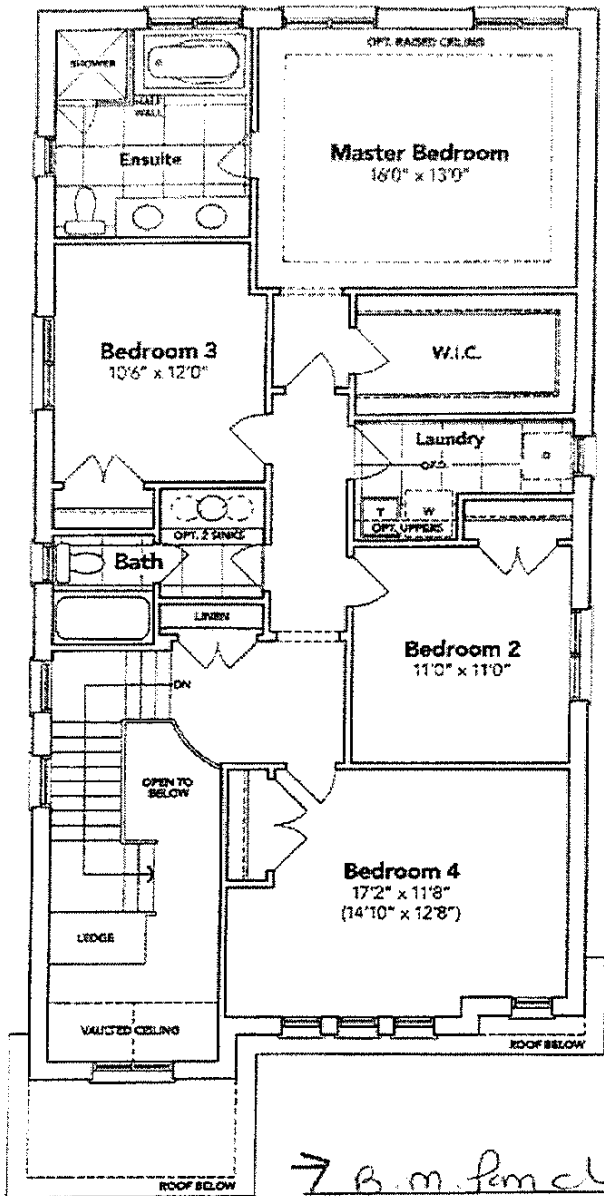 OPT. RAISED CEILING
SHOWER
HALF
WALL
Ensuite
Master Bedroom
16'0" x 13'0"
Bedroom 3
10'6" x 12'0"
W.I.C.
Laundry
T
W
OPT. UPPERS
OPT. 2 SINKS
Bath
LINEN
Bedroom 2
11'0" x 11'0"
DN
OPEN TO
BELOW
Bedroom 4
17'2" x 11'8"
(14'10" x 12'8")
LEDGE
VAULTED CEILING
ROOF BELOW
ROOF BELOW
B.m.